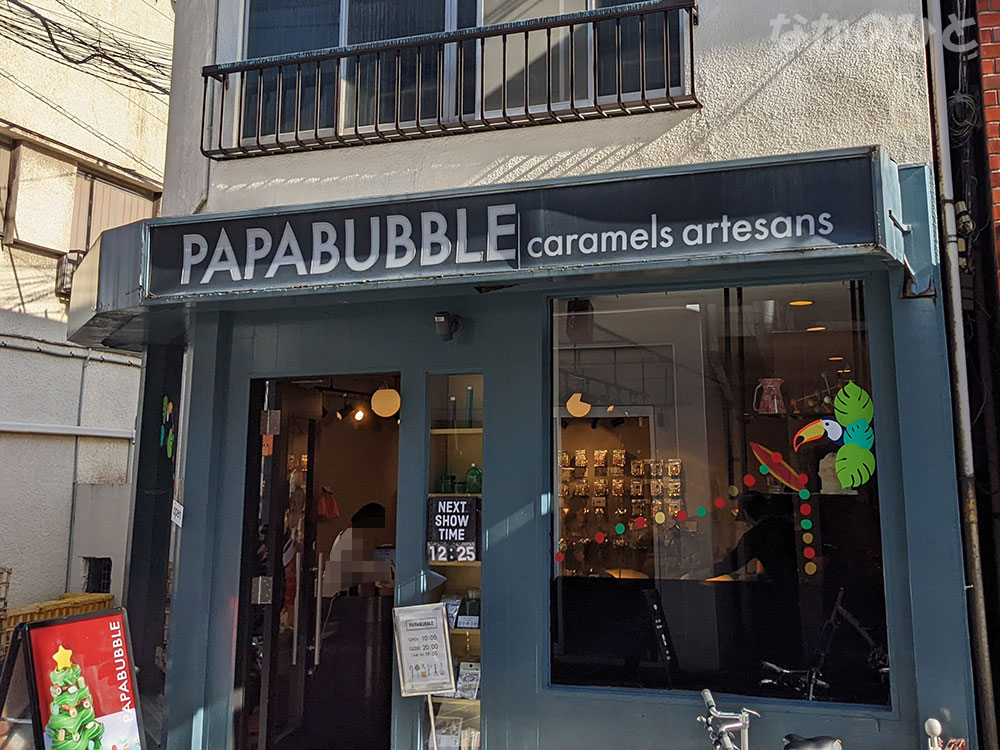 なかのひと
PAPABUBBLE caramels artesans
NEXT
SHOW
TIME
12:25
PAPABUBBLE
OPEN 10:00
CLOSE 20:00
PAPABUBBLE